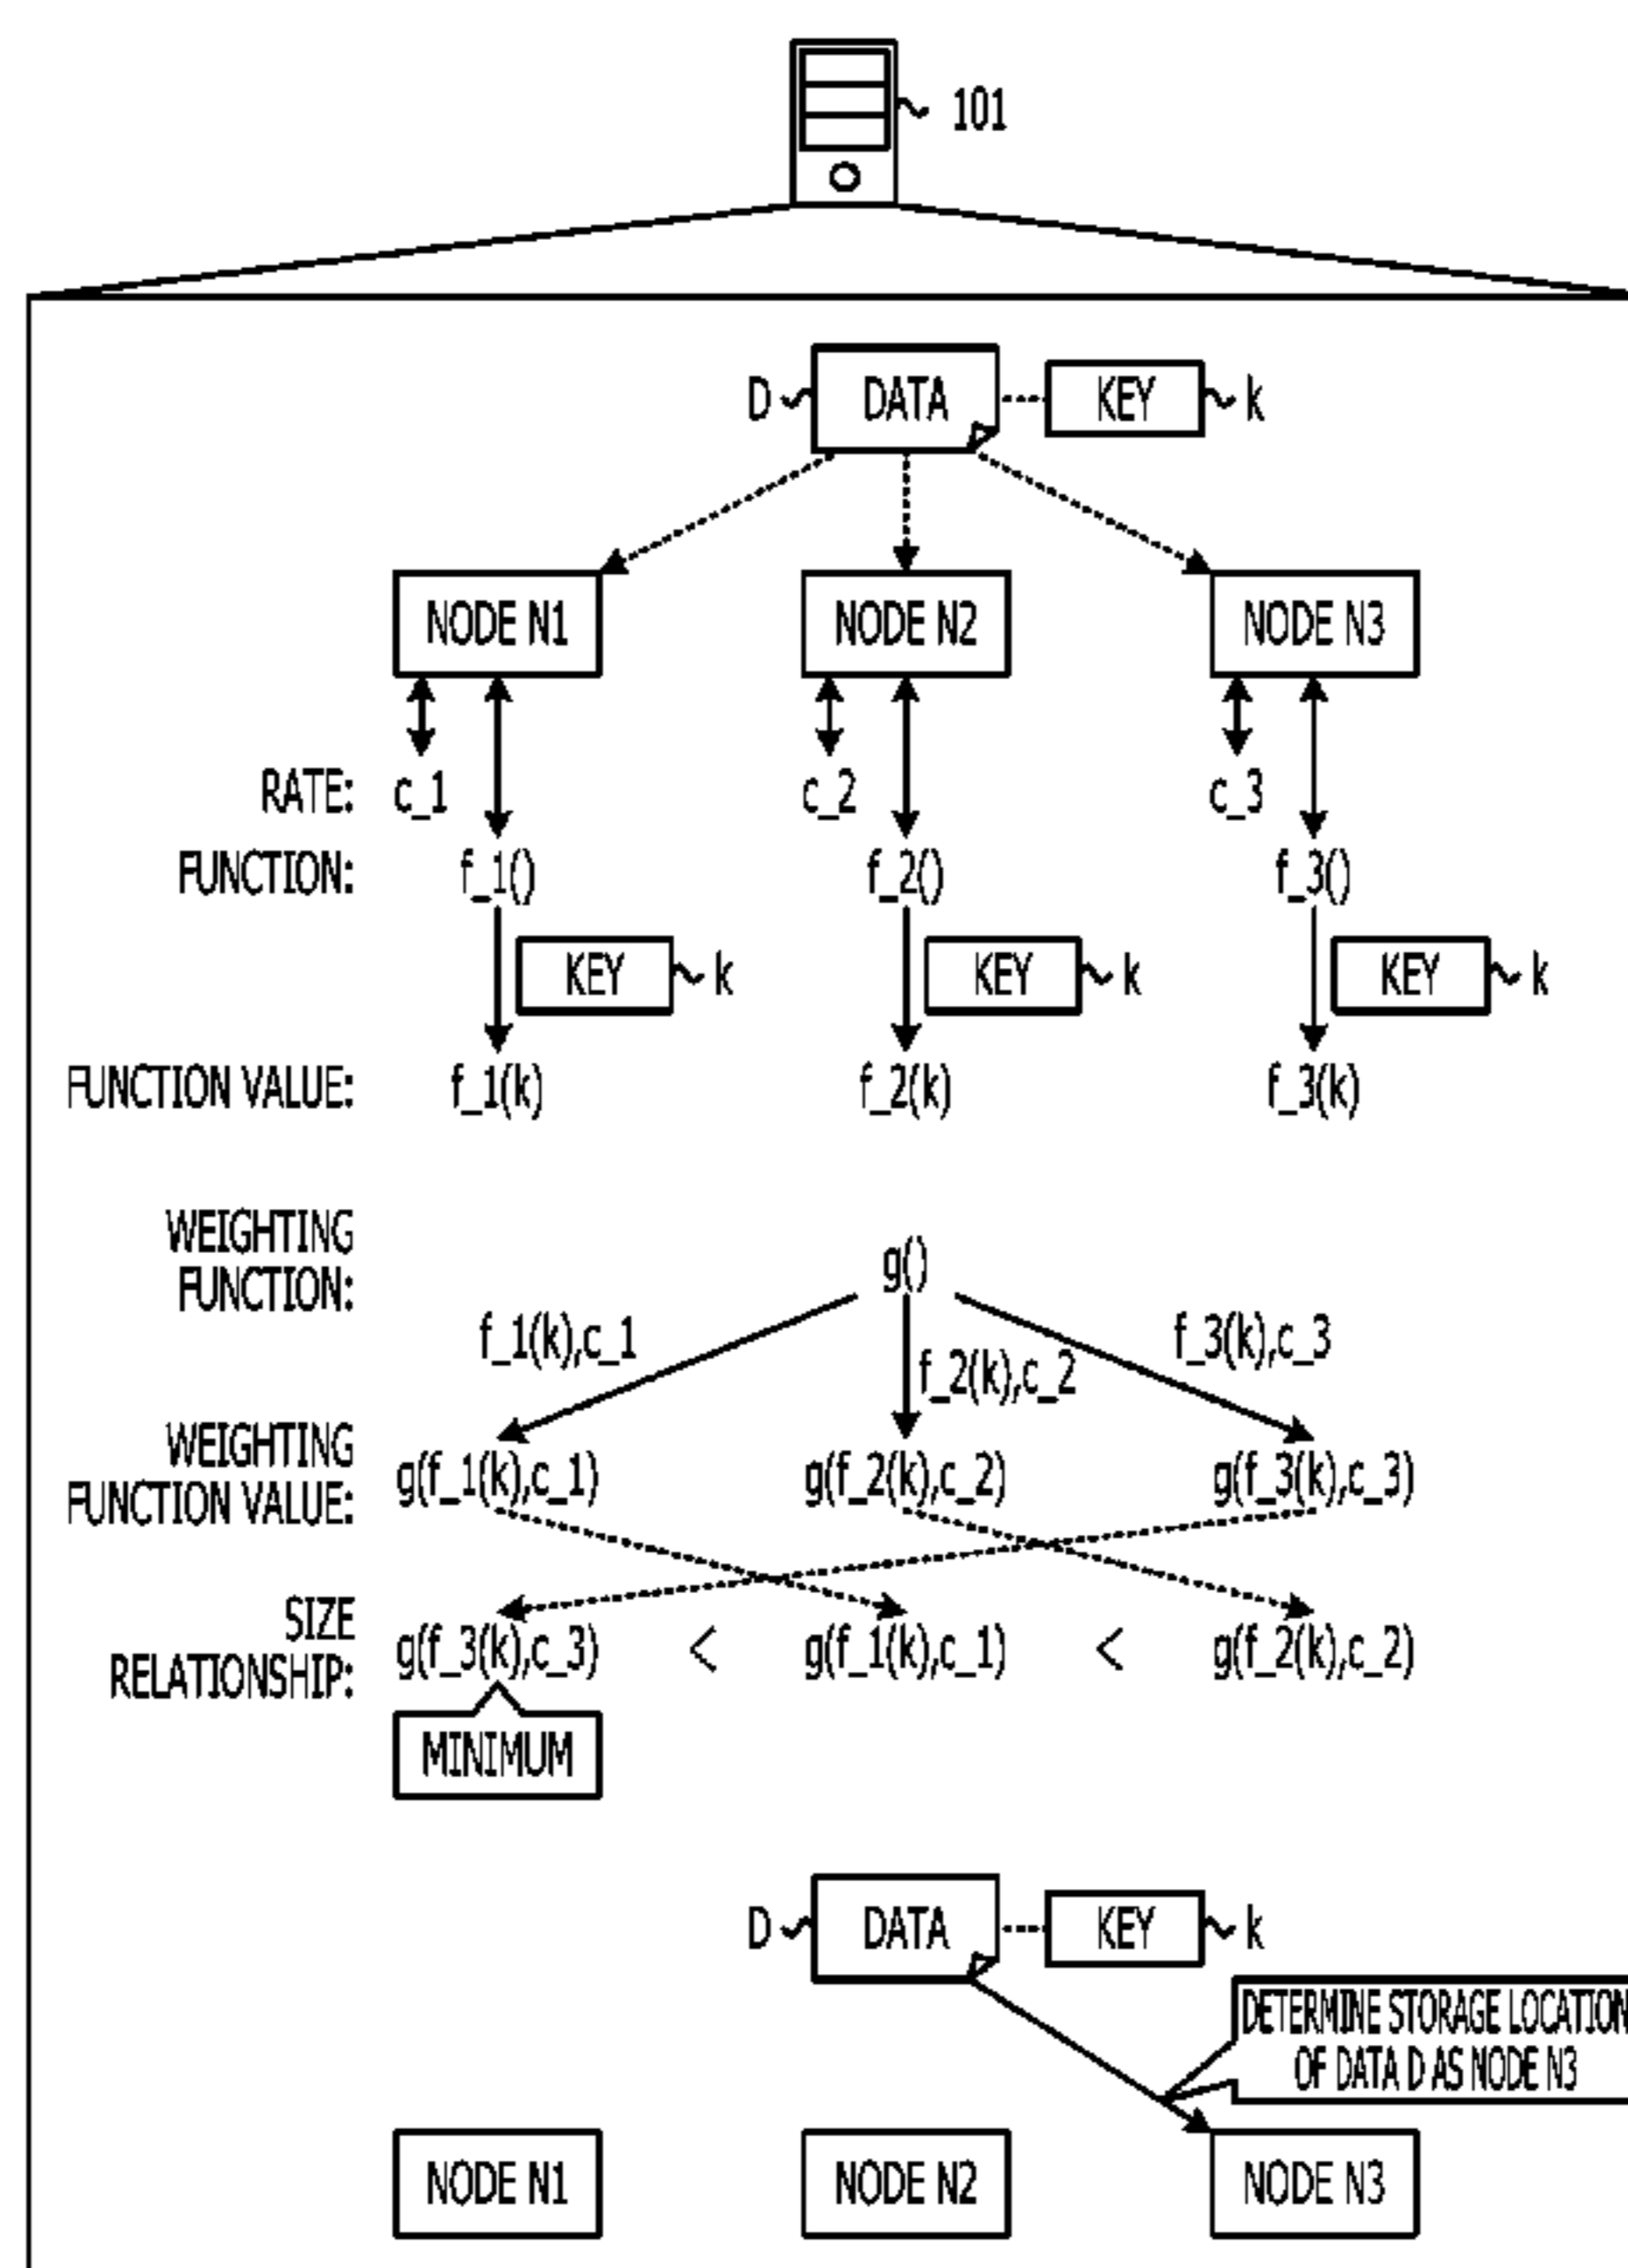 101
D DATA KEY k
NODE N1 NODE N2 NODE N3
RATE: c_1 c_2 c_3
FUNCTION: f_1() f_2() f_3()
KEY k KEY k KEY k
FUNCTION VALUE: f_1(k) f_2(k) f_3(k)
WEIGHTING
FUNCTION:
g()
f_1(k),c_1 f_2(k),c_2 f_3(k),c_3
WEIGHTING
FUNCTION VALUE:
g(f_1(k),c_1) g(f_2(k),c_2) g(f_3(k),c_3)
SIZE
RELATIONSHIP:
g(f_3(k),c_3) < g(f_1(k),c_1) < g(f_2(k),c_2)
MINIMUM
D DATA KEY k
DETERMINE STORAGE LOCATION
OF DATA D AS NODE N3
NODE N1 NODE N2 NODE N3